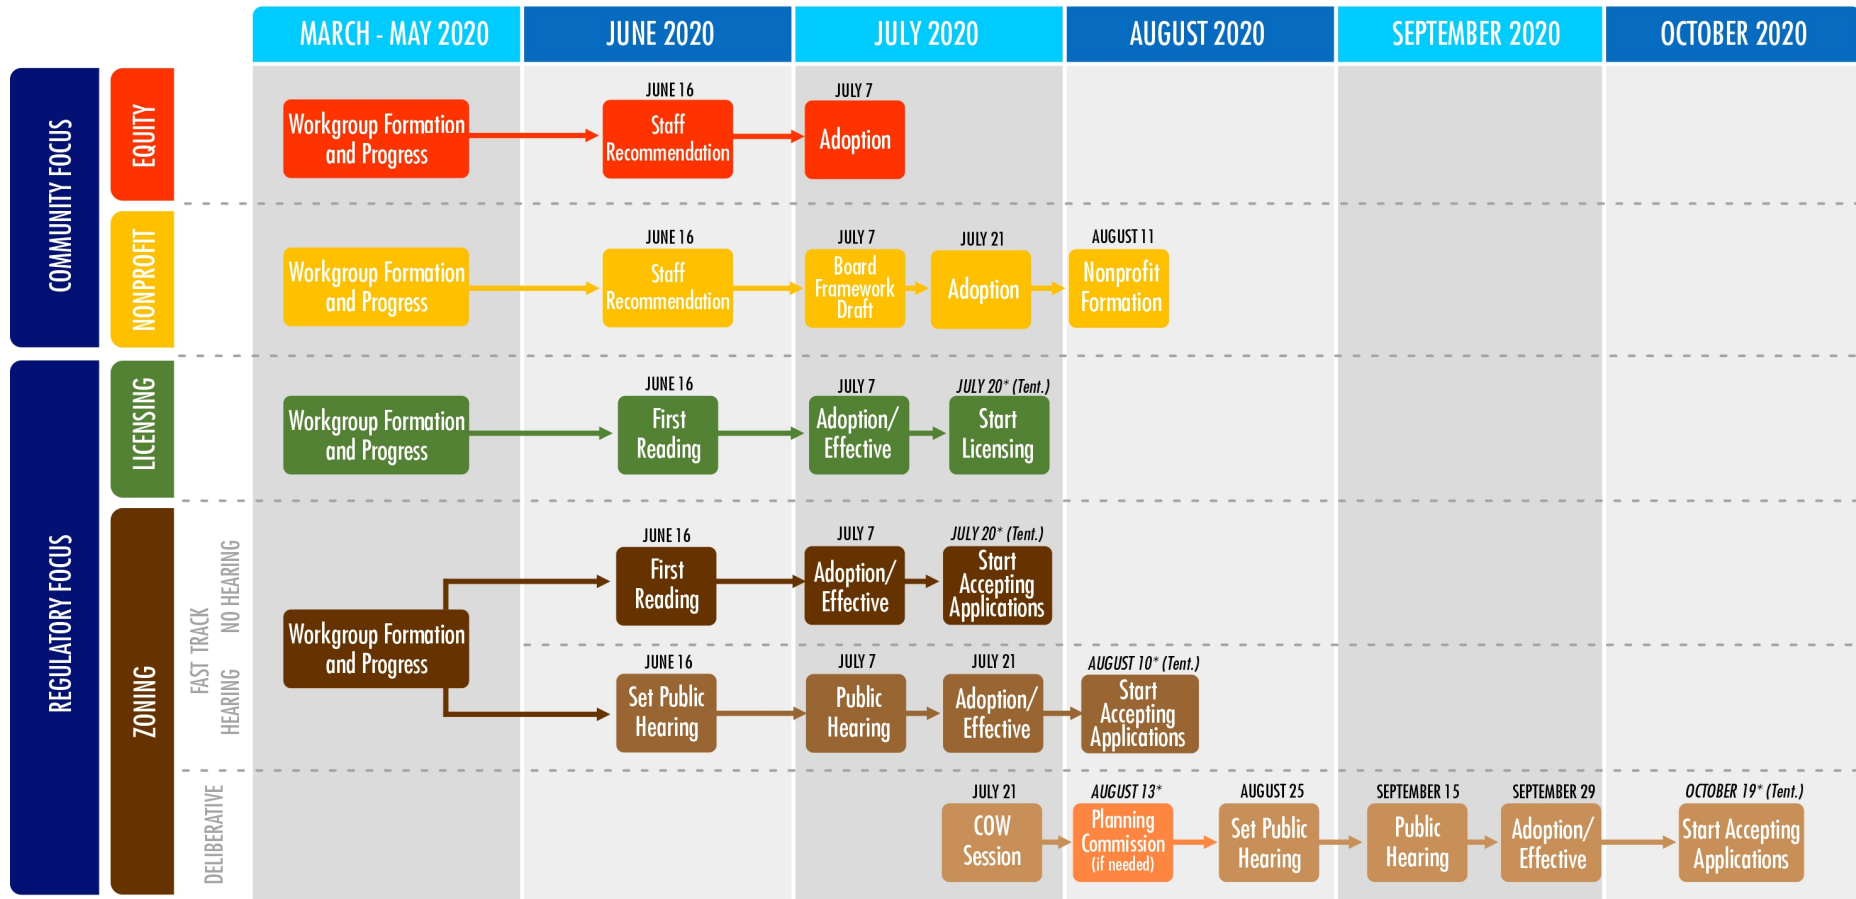 MARCH - MAY 2020
JUNE 2020
JULY 2020
AUGUST 2020
SEPTEMBER 2020
OCTOBER 2020
COMMUNITY FOCUS
EQUITY
Workgroup Formation
and Progress
JUNE 16
Staff
Recommendation
JULY 7
Adoption
NONPROFIT
Workgroup Formation
and Progress
JUNE 16
Staff
Recommendation
JULY 7
Board
Framework
Draft
JULY 21
Adoption
AUGUST 11
Nonprofit
Formation
REGULATORY FOCUS
LICENSING
Workgroup Formation
and Progress
JUNE 16
First
Reading
JULY 7
Adoption/
Effective
JULY 20* (Tent.)
Start
Licensing
ZONING
FAST TRACK
NO HEARING
Workgroup Formation
and Progress
JUNE 16
First
Reading
JULY 7
Adoption/
Effective
JULY 20* (Tent.)
Start
Accepting
Applications
HEARING
JUNE 16
Set Public
Hearing
JULY 7
Public
Hearing
JULY 21
Adoption/
Effective
AUGUST 10* (Tent.)
Start
Accepting
Applications
DELIBERATIVE
JULY 21
COW
Session
AUGUST 13*
Planning
Commission
(if needed)
AUGUST 25
Set Public
Hearing
SEPTEMBER 15
Public
Hearing
SEPTEMBER 29
Adoption/
Effective
OCTOBER 19* (Tent.)
Start Accepting
Applications